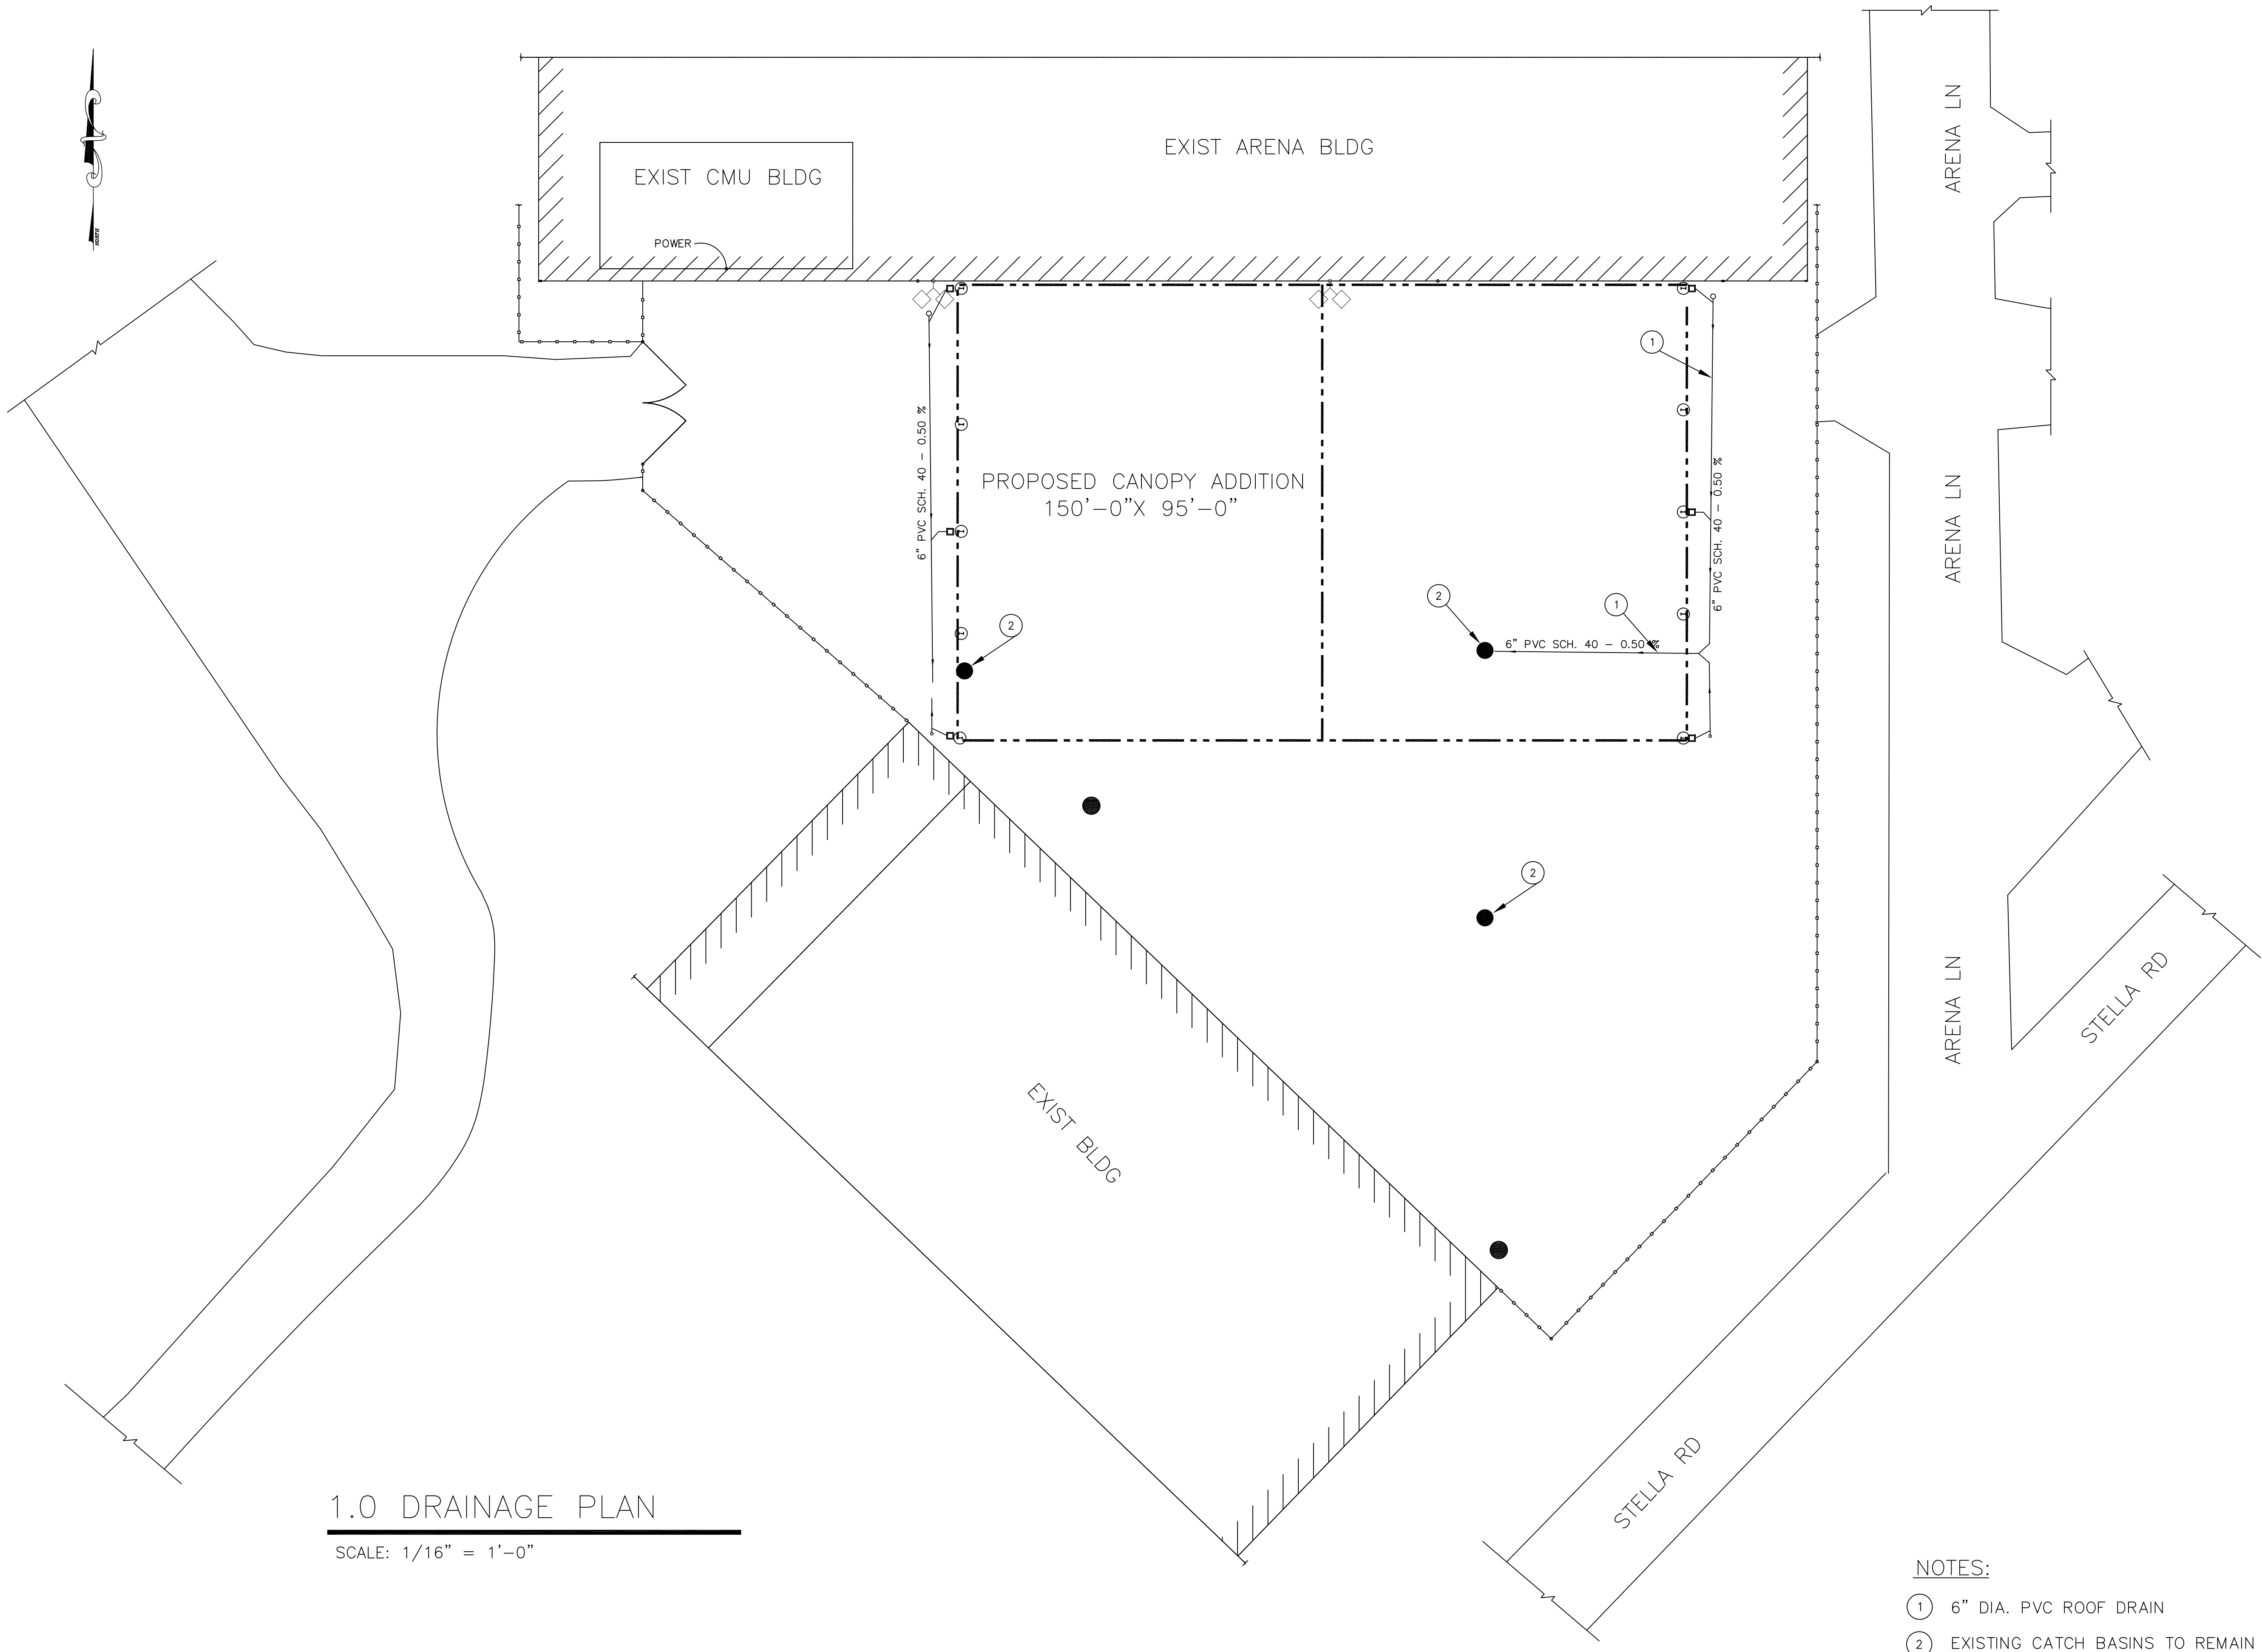 NORTH
EXIST ARENA BLDG
EXIST CMU BLDG
POWER
ARENA LN
1
6" PVC SCH. 40 - 0.50 %
PROPOSED CANOPY ADDITION
150'-0"X 95'-0"
6" PVC SCH. 40 - 0.50 %
ARENA LN
2
1
2
6" PVC SCH. 40 - 0.50 %
2
ARENA LN
STELLA RD
EXIST BLDG
STELLA RD
1.0 DRAINAGE PLAN
SCALE: 1/16" = 1'-0"
NOTES:
1 6" DIA. PVC ROOF DRAIN
2 EXISTING CATCH BASINS TO REMAIN